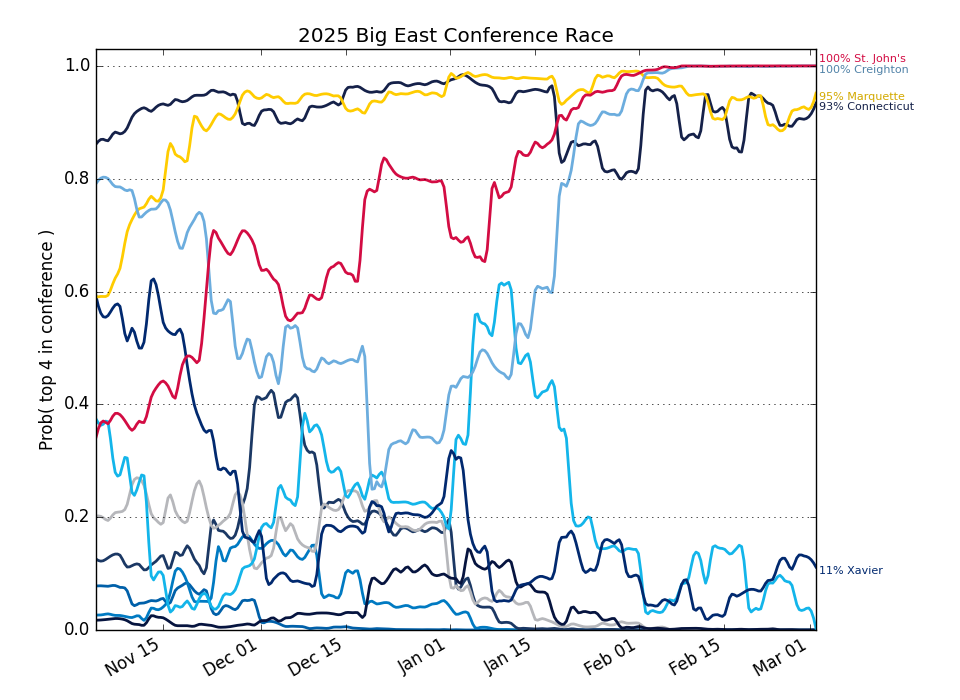 2025 Big East Conference Race
Prob( top 4 in conference )
1.0
0.8
0.6
0.4
0.2
0.0
Nov 15
Dec 01
Dec 15
Jan 01
Jan 15
Feb 01
Feb 15
Mar 01
100% St. John's
100% Creighton
95% Marquette
93% Connecticut
11% Xavier